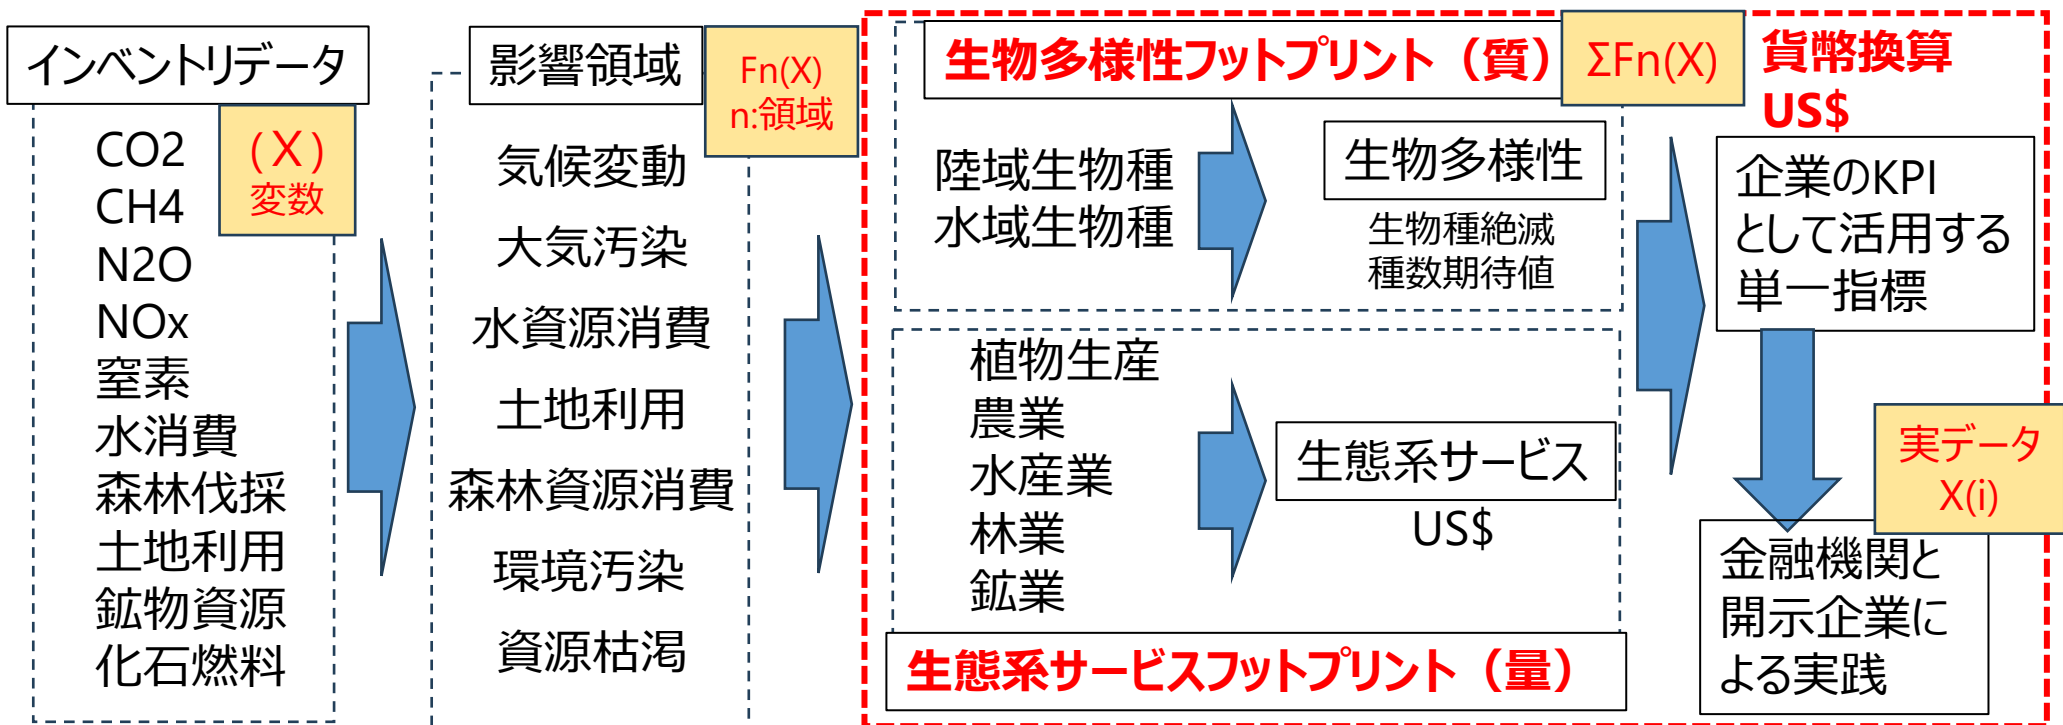 インベントリデータ
(X)
変数
CO2
CH4
N2O
NOx
窒素
水消費
森林伐採
土地利用
鉱物資源
化石燃料
影響領域
Fn(X)
n:領域
気候変動
大気汚染
水資源消費
土地利用
森林資源消費
環境汚染
資源枯渇
生物多様性フットプリント（質）
ΣFn(X)
陸域生物種
水域生物種
生物多様性
生物種絶滅
種数期待値
植物生産
農業
水産業
林業
鉱業
生態系サービス
US$
生態系サービスフットプリント（量）
貨幣換算
US$
企業のKPI
として活用する
単一指標
実データ
X(i)
金融機関と
開示企業に
よる実践